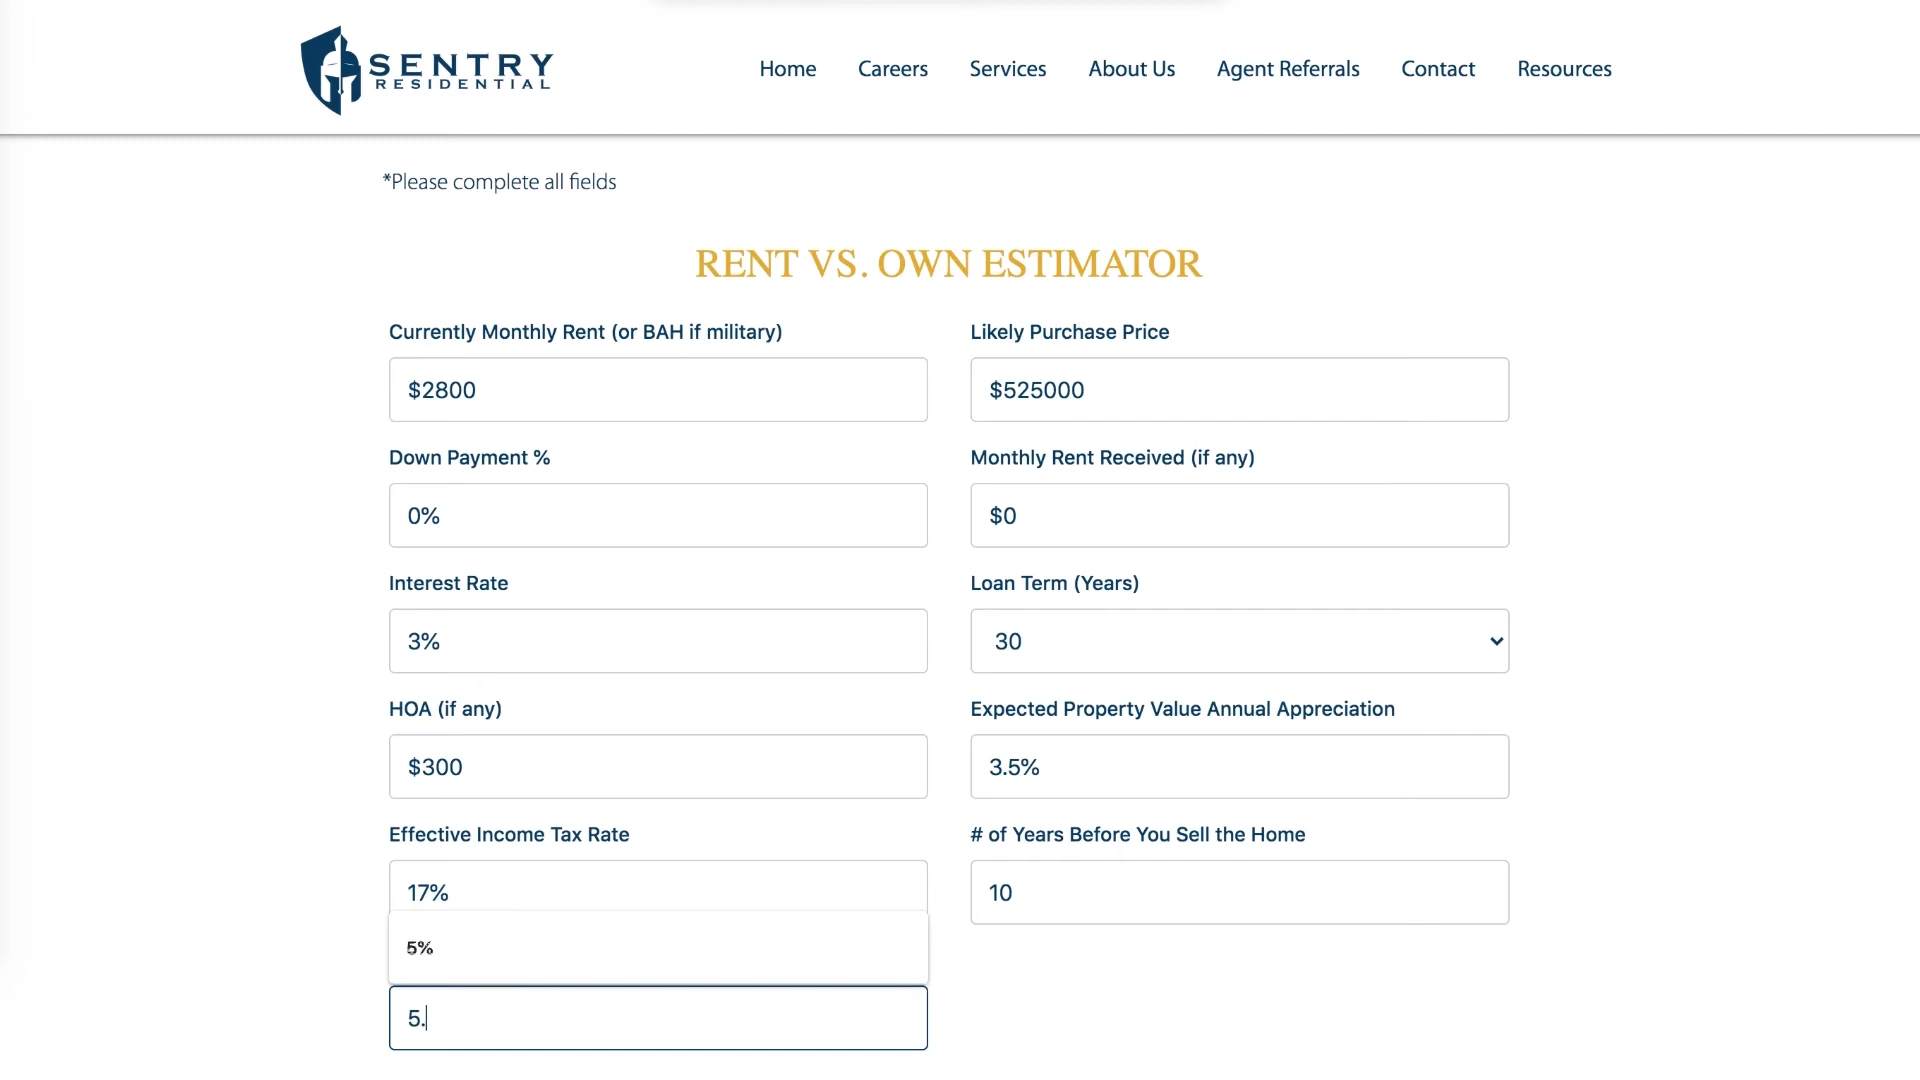 SENTRY
RESIDENTIAL
Home Careers Services About Us Agent Referrals Contact Resources
*Please complete all fields
RENT VS. OWN ESTIMATOR
Currently Monthly Rent (or BAH if military)
$2800
Likely Purchase Price
$525000
Down Payment %
0%
Monthly Rent Received (if any)
$0
Interest Rate
3%
Loan Term (Years)
30
HOA (if any)
$300
Expected Property Value Annual Appreciation
3.5%
Effective Income Tax Rate
17%
# of Years Before You Sell the Home
10
5%
5.